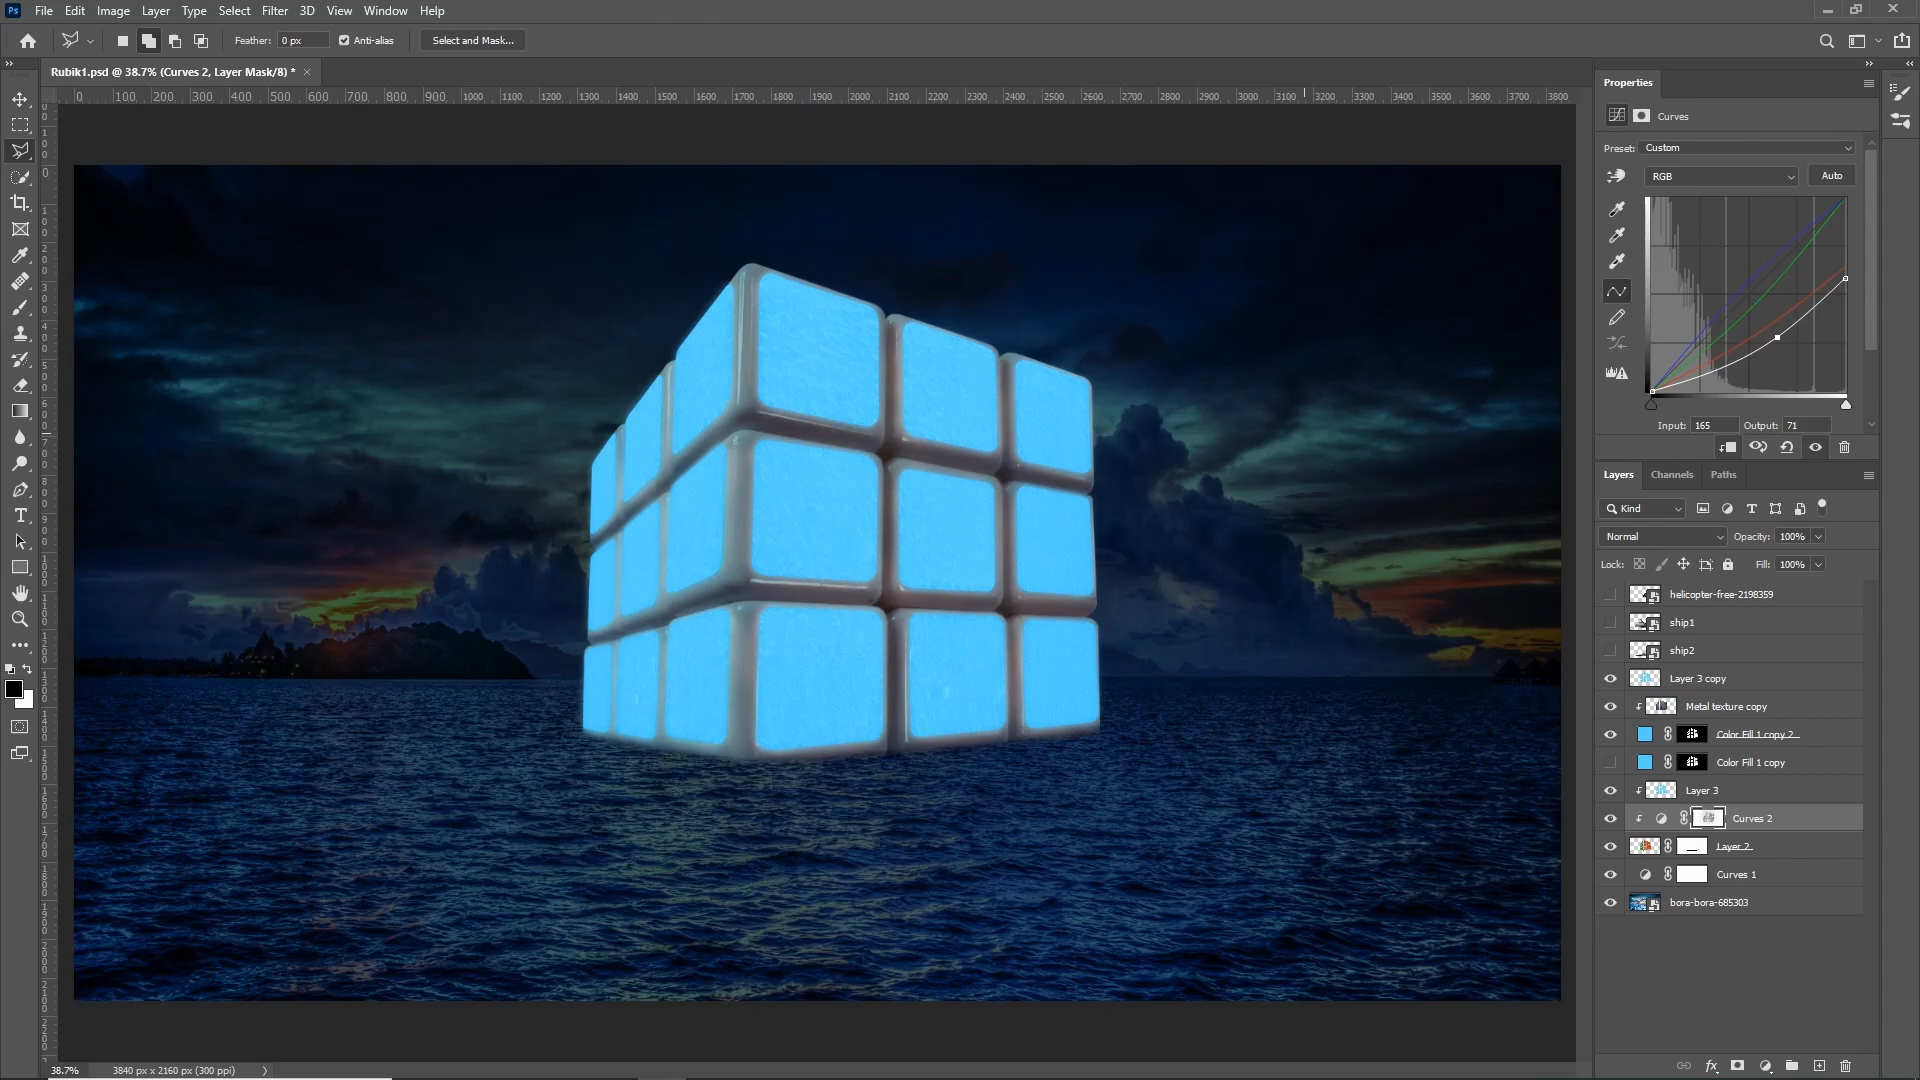 Ps File Edit Image Layer Type Select Filter 3D View Window Help
Feather: 0 px Anti-alias Select and Mask...
Rubik1.psd @ 38.7% (Curves 2, Layer Mask/8) * ×
0 100 200 300 400 500 600 700 800 900 1000 1100 1200 1300 1400 1500 1600 1700 1800 1900 2000 2100 2200 2300 2400 2500 2600 2700 2800 2900 3000 3100 3200 3300 3400 3500 3600 3700 3800
Properties
Curves
Preset: Custom
RGB Auto
Input: 165 Output: 71
Layers Channels Paths
Kind
Normal Opacity: 100%
Lock: Fill: 100%
helicopter-free-2198359
ship1
ship2
Layer 3 copy
Metal texture copy
Color Fill 1 copy 2
Color Fill 1 copy
Layer 3
Curves 2
Layer 2
Curves 1
bora-bora-685303
fx
38.7% 3840 px x 2160 px (300 ppi)